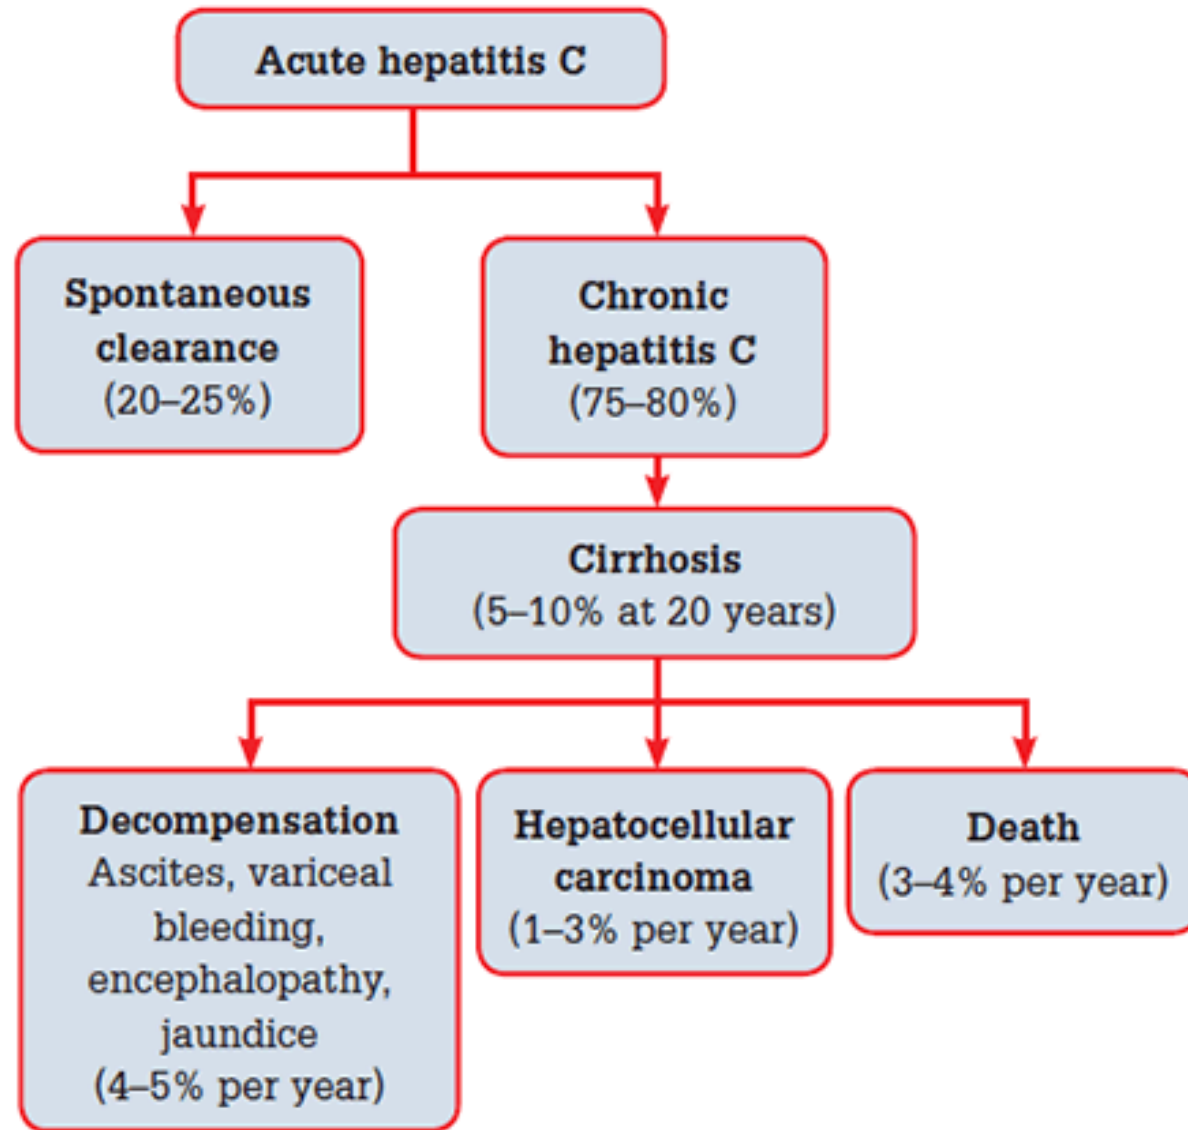 Acute hepatitis C
Spontaneous
clearance
(20–25%)
Chronic
hepatitis C
(75–80%)
Cirrhosis
(5–10% at 20 years)
Decompensation
Ascites, variceal
bleeding,
encephalopathy,
jaundice
(4–5% per year)
Hepatocellular
carcinoma
(1–3% per year)
Death
(3–4% per year)